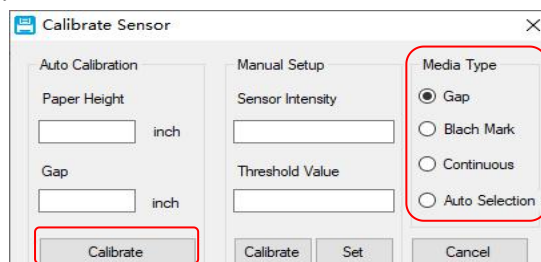 Calibrate Sensor
Auto Calibration
Paper Height
inch
Gap
inch
Calibrate
Manual Setup
Sensor Intensity
Threshold Value
Calibrate
Set
Media Type
Gap
Blach Mark
Continuous
Auto Selection
Cancel